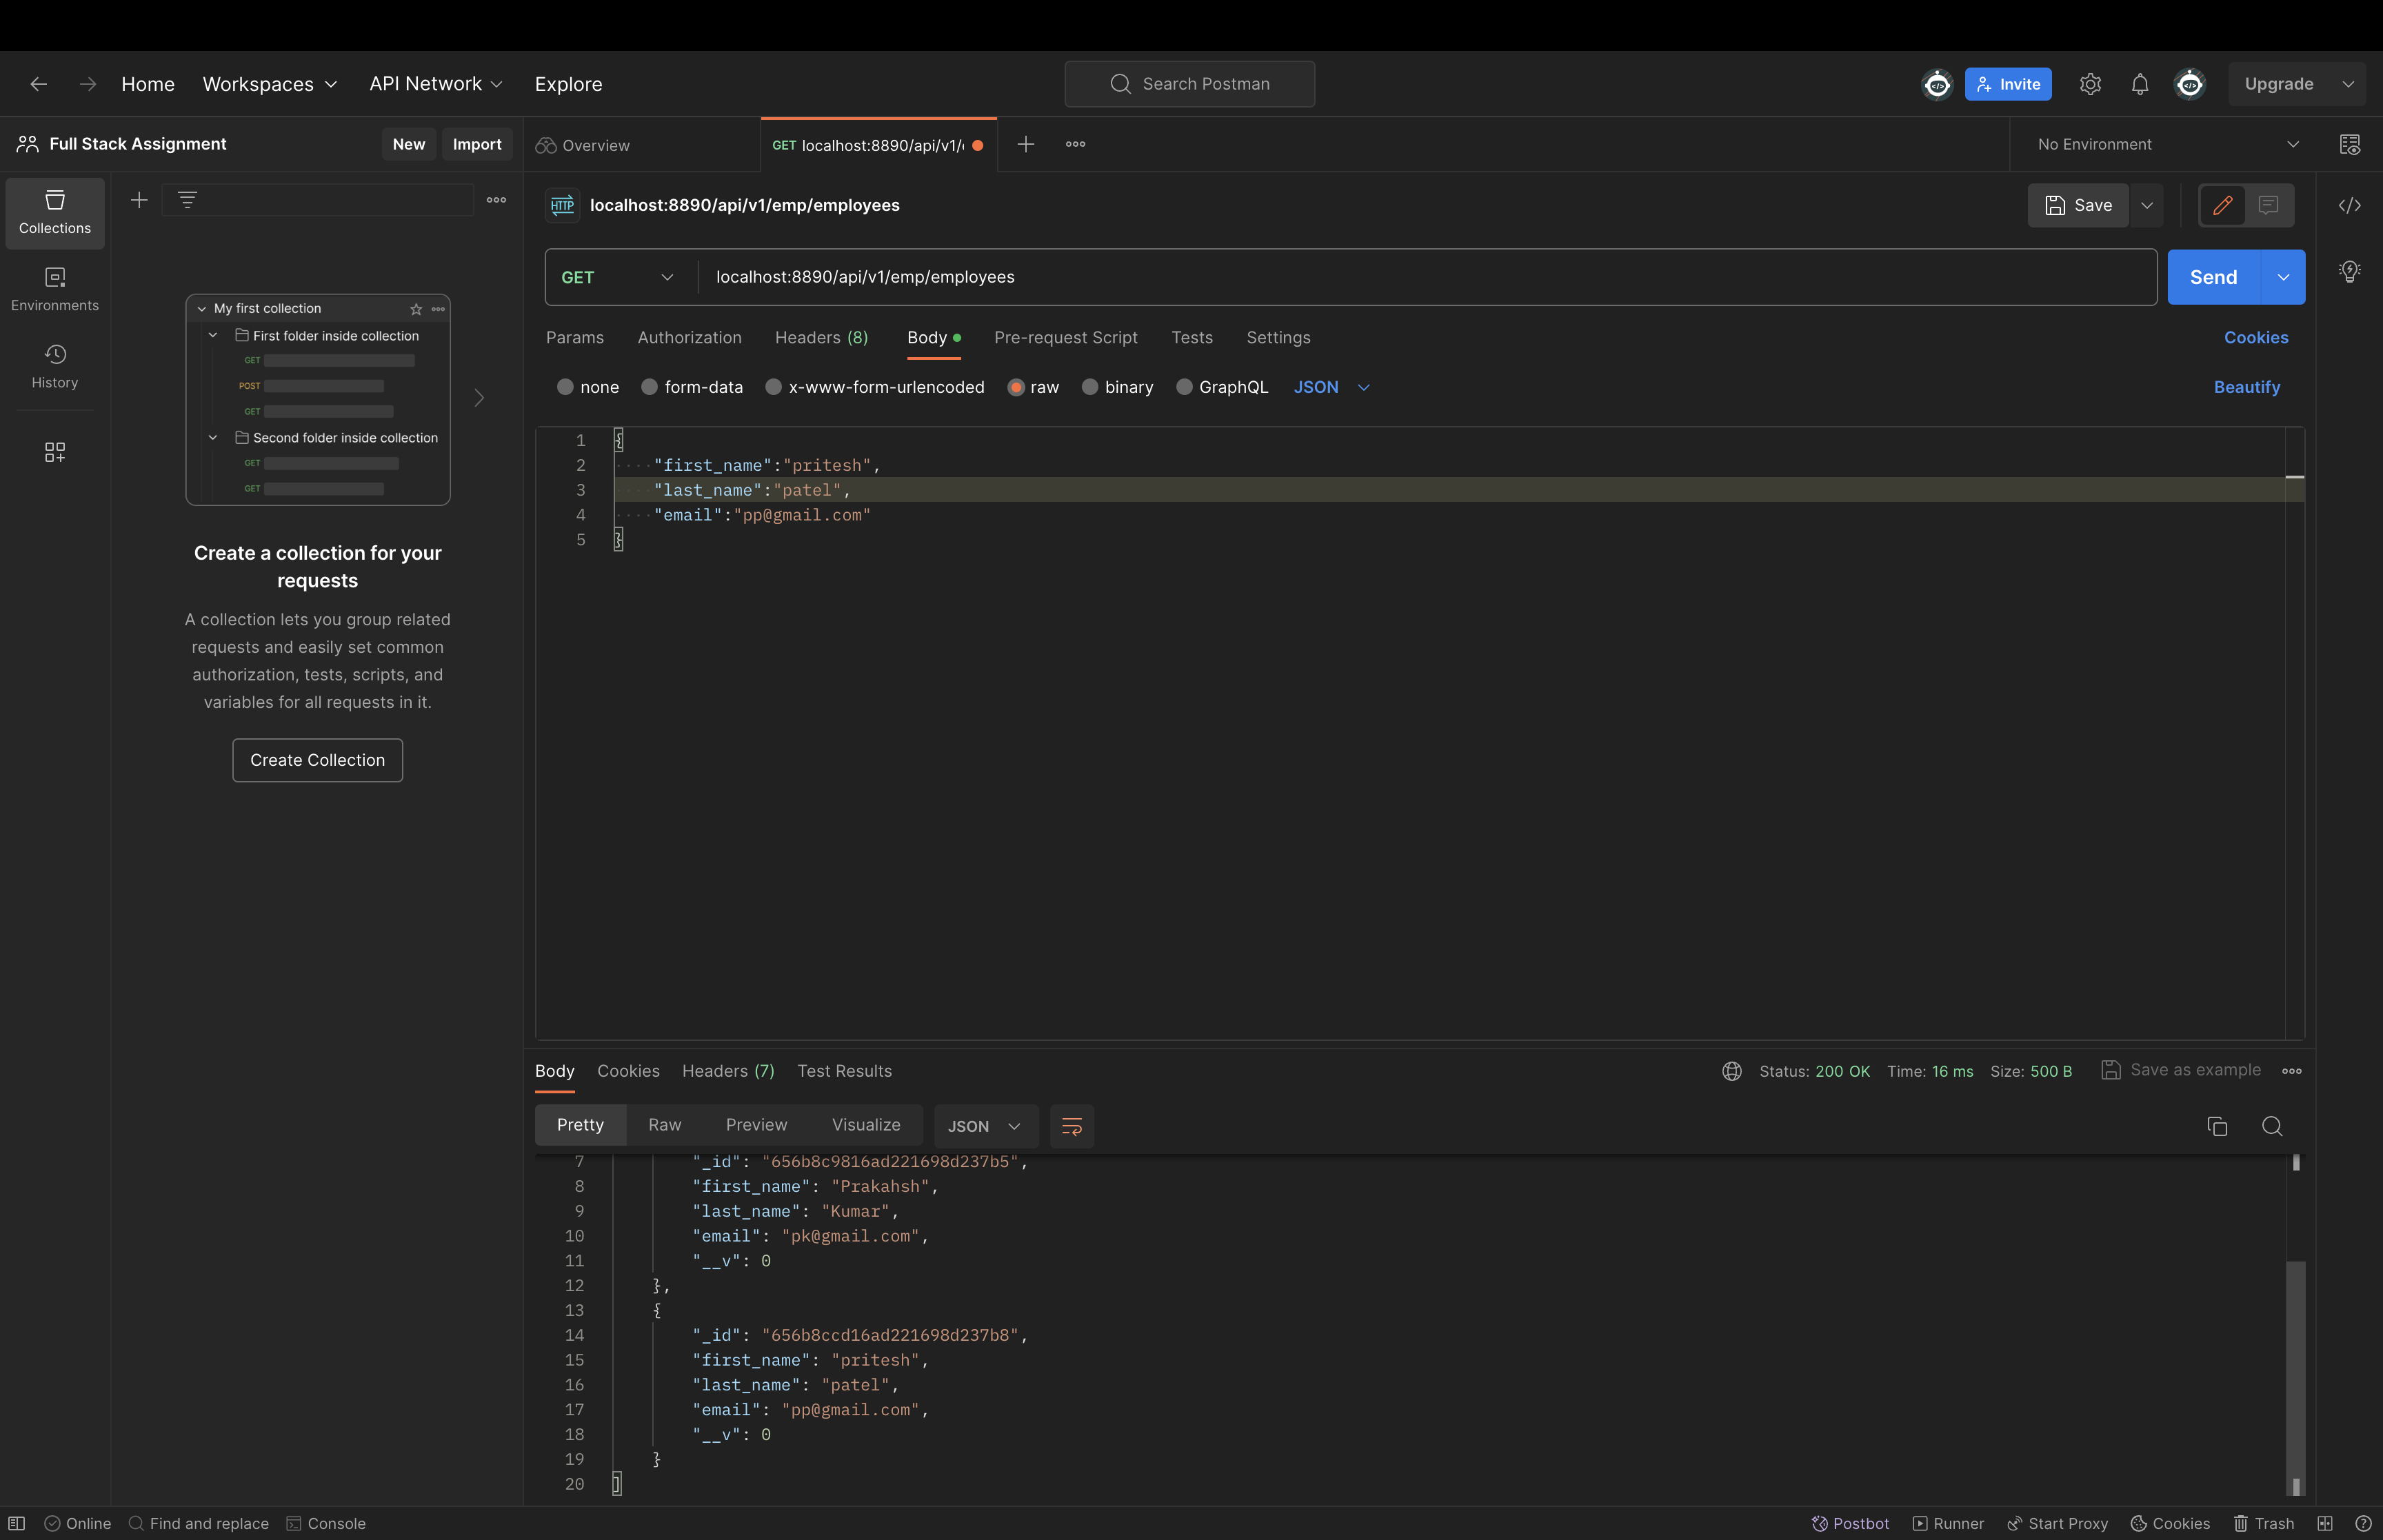 Home Workspaces API Network Explore Search Postman Invite Upgrade
Full Stack Assignment New Import Overview GET localhost:8890/api/v1/ No Environment
Collections
Environments
History
My first collection
First folder inside collection
GET
POST
GET
Second folder inside collection
GET
GET
Create a collection for your
requests
A collection lets you group related
requests and easily set common
authorization, tests, scripts, and
variables for all requests in it.
Create Collection
HTTP localhost:8890/api/v1/emp/employees Save
GET localhost:8890/api/v1/emp/employees Send
Params Authorization Headers (8) Body Pre-request Script Tests Settings Cookies
none form-data x-www-form-urlencoded raw binary GraphQL JSON Beautify
1 {
2 "first_name":"pritesh",
3 "last_name":"patel",
4 "email":"pp@gmail.com"
5 }
Body Cookies Headers (7) Test Results Status: 200 OK Time: 16 ms Size: 500 B Save as example
Pretty Raw Preview Visualize JSON
7 "_id": "656b8c9816ad221698d237b5",
8 "first_name": "Prakahsh",
9 "last_name": "Kumar",
10 "email": "pk@gmail.com",
11 "__v": 0
12 },
13 {
14 "_id": "656b8ccd16ad221698d237b8",
15 "first_name": "pritesh",
16 "last_name": "patel",
17 "email": "pp@gmail.com",
18 "__v": 0
19 }
20 ]
Online Find and replace Console Postbot Runner Start Proxy Cookies Trash